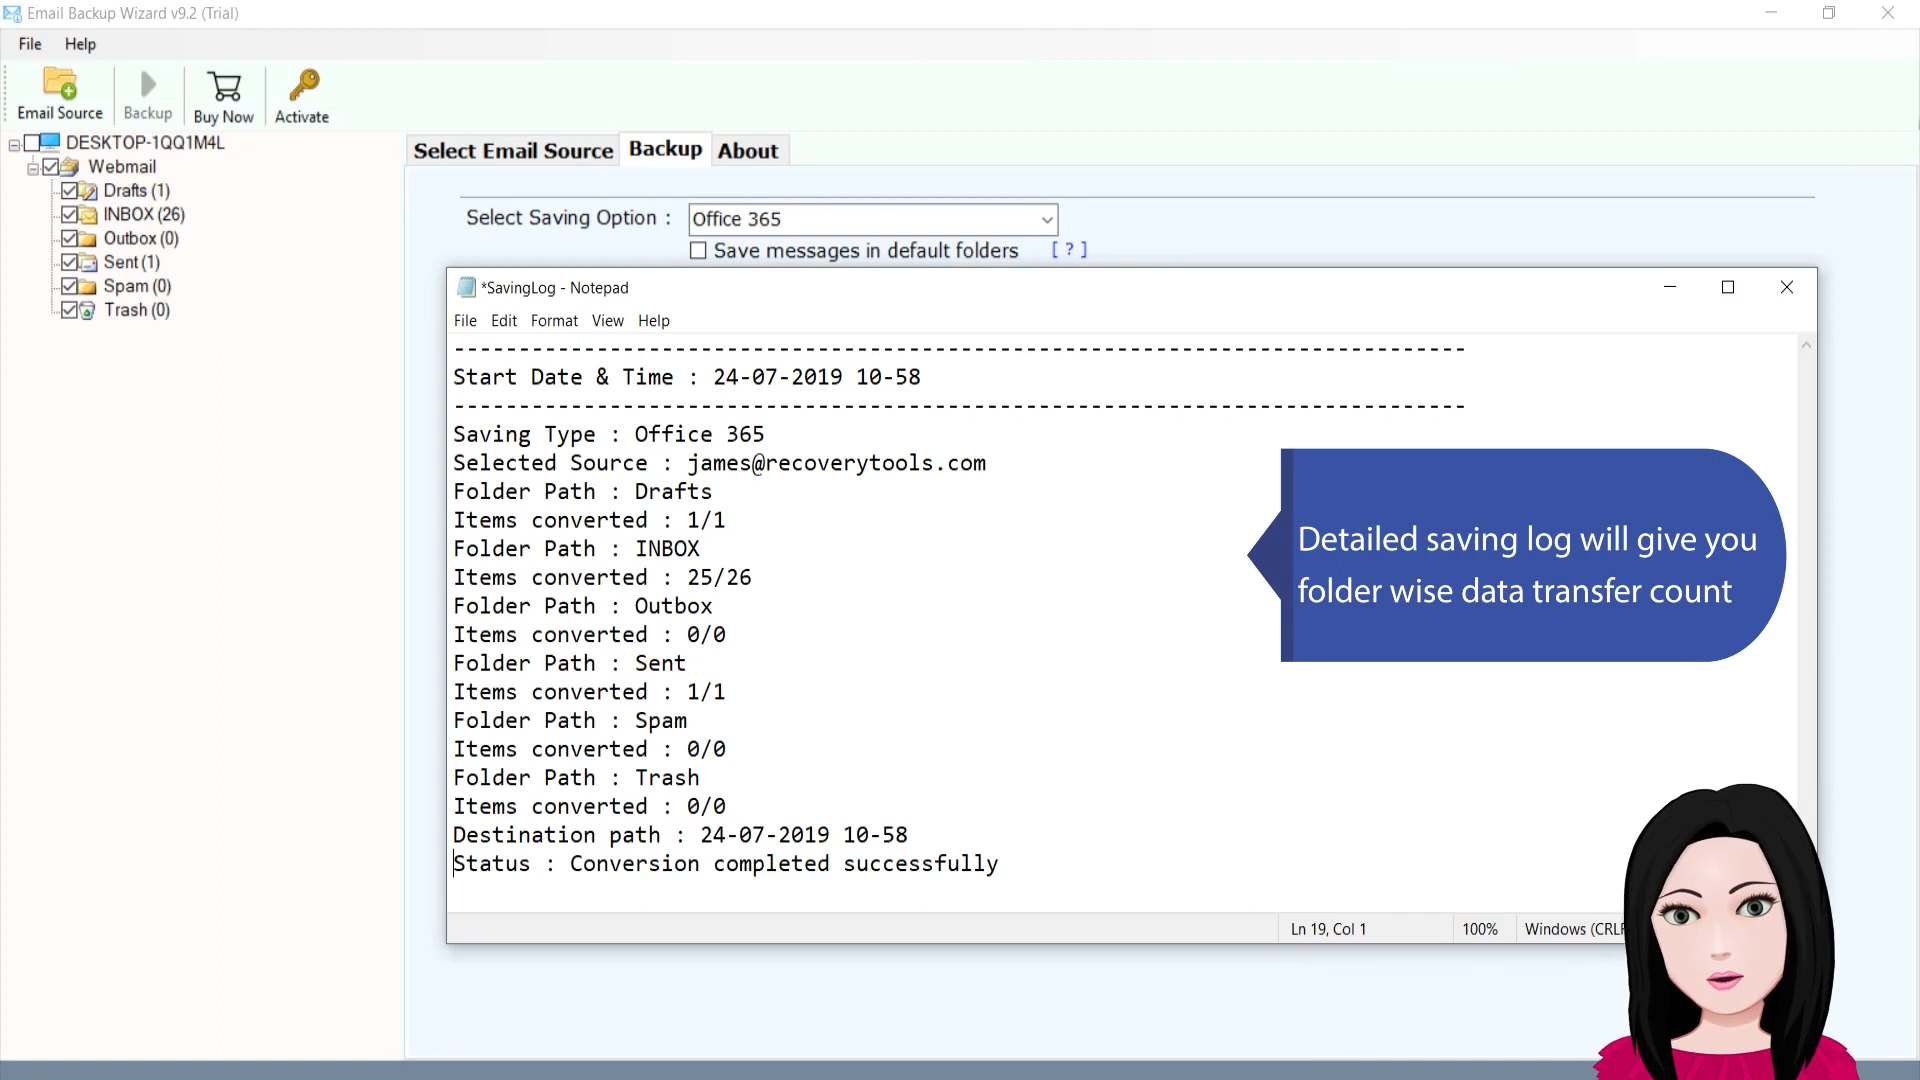 Email Backup Wizard v9.2 (Trial)
File Help
Email Source Backup Buy Now Activate
DESKTOP-1QQ1M4L
Webmail
Drafts (1)
INBOX (26)
Outbox (0)
Sent (1)
Spam (0)
Trash (0)
Select Email Source Backup About
Select Saving Option : Office 365
Save messages in default folders [ ? ]
*SavingLog - Notepad
File Edit Format View Help
------------------------------------------------------------------------------
Start Date & Time : 24-07-2019 10-58
------------------------------------------------------------------------------
Saving Type : Office 365
Selected Source : james@recoverytools.com
Folder Path : Drafts
Items converted : 1/1
Folder Path : INBOX
Items converted : 25/26
Folder Path : Outbox
Items converted : 0/0
Folder Path : Sent
Items converted : 1/1
Folder Path : Spam
Items converted : 0/0
Folder Path : Trash
Items converted : 0/0
Destination path : 24-07-2019 10-58
Status : Conversion completed successfully
Detailed saving log will give you
folder wise data transfer count
Ln 19, Col 1 100% Windows (CRLF